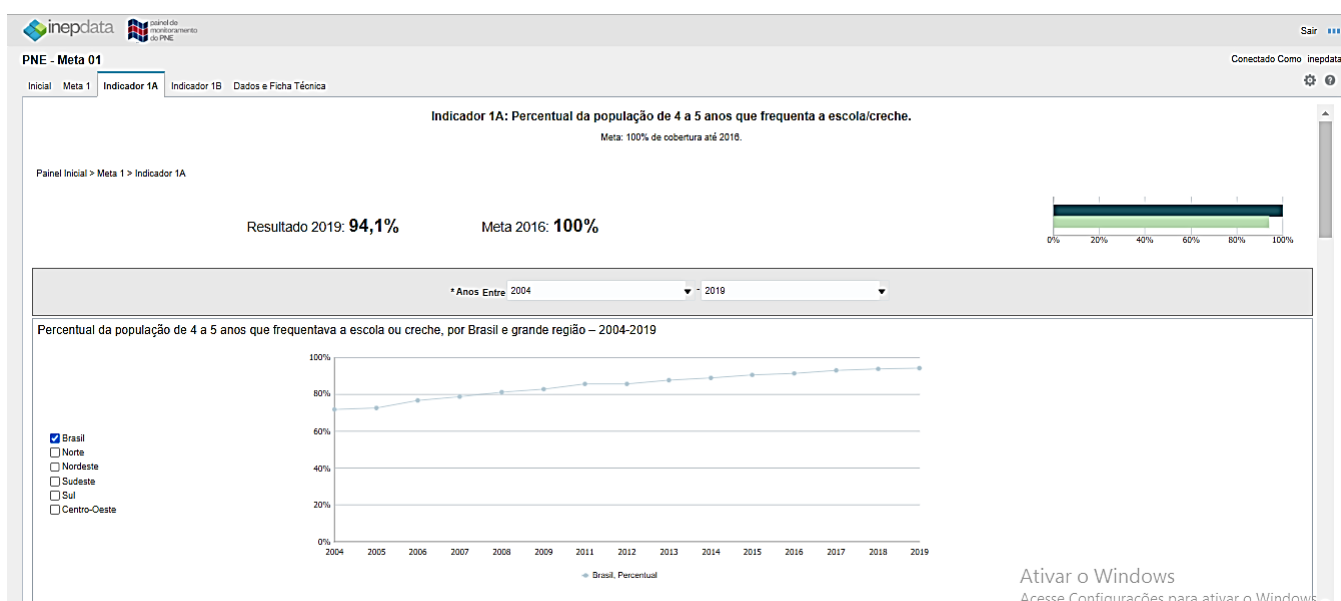 inepdata painel de monitoramento do PNE
Sair
PNE - Meta 01
Conectado Como inepdata
Inicial Meta 1 Indicador 1A Indicador 1B Dados e Ficha Técnica
Indicador 1A: Percentual da população de 4 a 5 anos que frequenta a escola/creche.
Meta: 100% de cobertura até 2016.
Painel Inicial > Meta 1 > Indicador 1A
Resultado 2019: 94,1% Meta 2016: 100%
0% 20% 40% 60% 80% 100%
* Anos Entre 2004 - 2019
Percentual da população de 4 a 5 anos que frequentava a escola ou creche, por Brasil e grande região – 2004-2019
100%
80%
60%
40%
20%
0%
Brasil
Norte
Nordeste
Sudeste
Sul
Centro-Oeste
2004 2005 2006 2007 2008 2009 2011 2012 2013 2014 2015 2016 2017 2018 2019
Brasil, Percentual
Ativar o Windows
Acesse Configurações para ativar o Windows